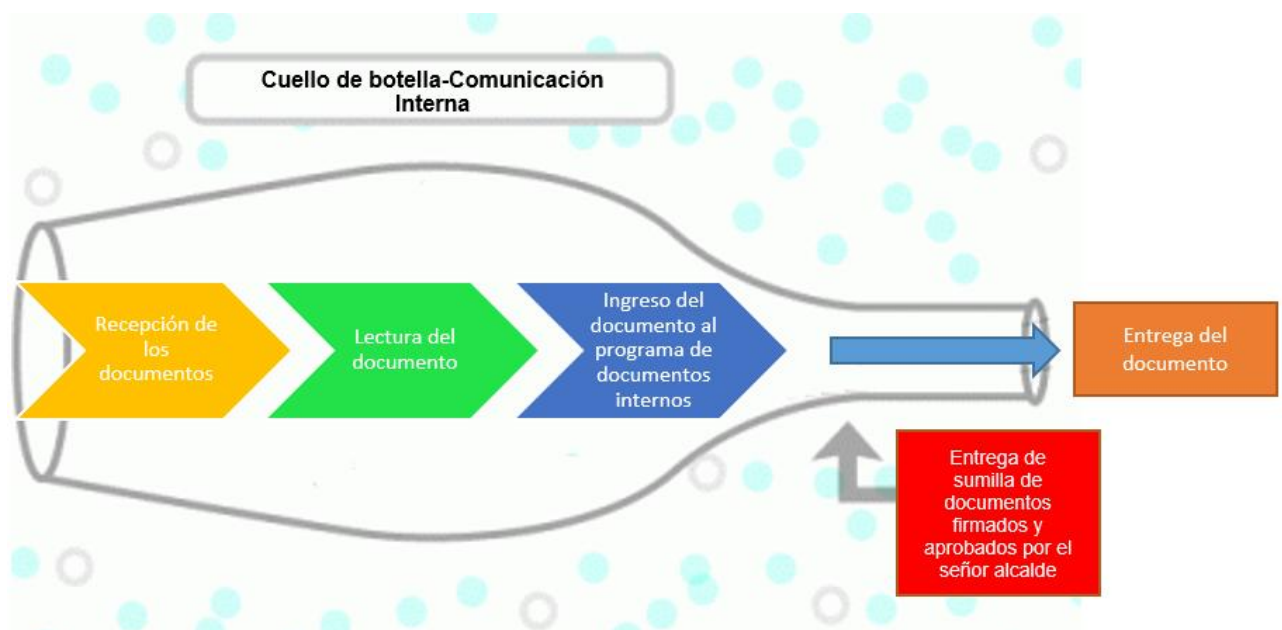 Cuello de botella-Comunicación
Interna
Recepción de
los
documentos
Lectura del
documento
Ingreso del
documento al
programa de
documentos
internos
Entrega del
documento
Entrega de
sumilla de
documentos
firmados y
aprobados por el
señor alcalde